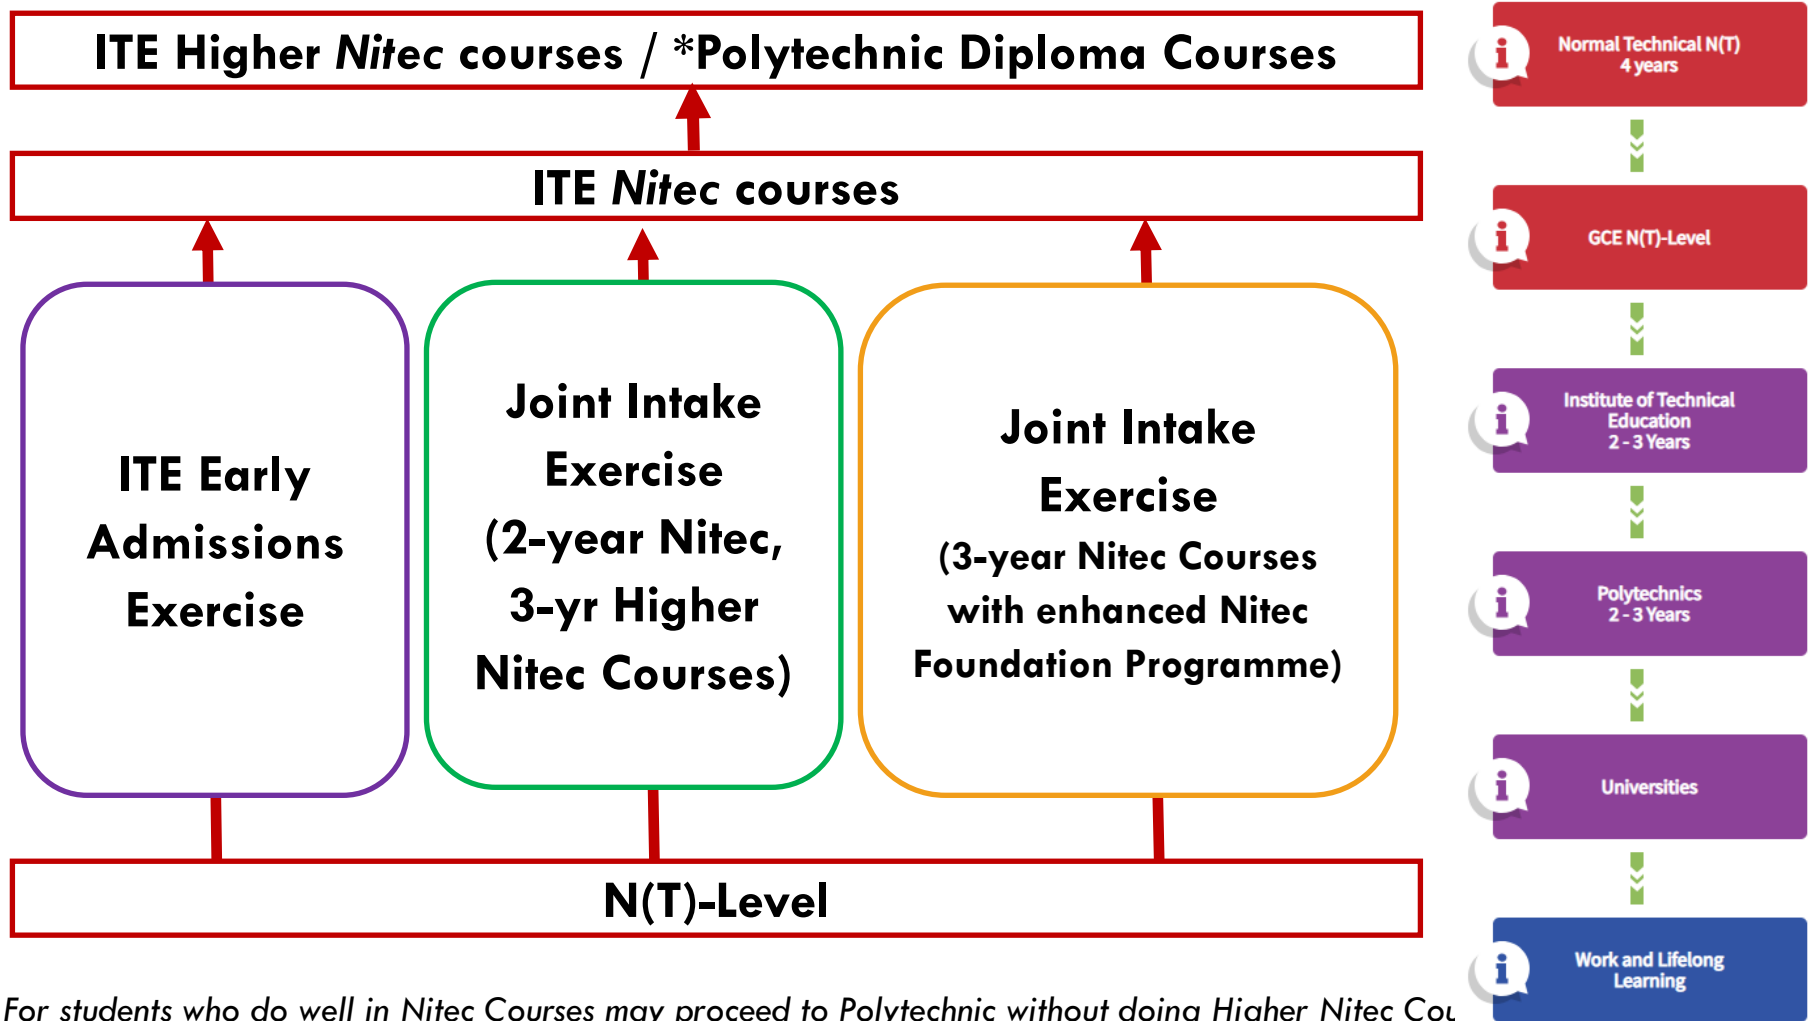 ITE Higher Nitec courses / *Polytechnic Diploma Courses
ITE Nitec courses
ITE Early
Admissions
Exercise
Joint Intake
Exercise
(2-year Nitec,
3-yr Higher
Nitec Courses)
Joint Intake
Exercise
(3-year Nitec Courses
with enhanced Nitec
Foundation Programme)
N(T)-Level
For students who do well in Nitec Courses may proceed to Polytechnic without doing Higher Nitec
Normal Technical N(T)
4 years
GCE N(T)-Level
Institute of Technical
Education
2 - 3 Years
Polytechnics
2 - 3 Years
Universities
Work and Lifelong
Learning